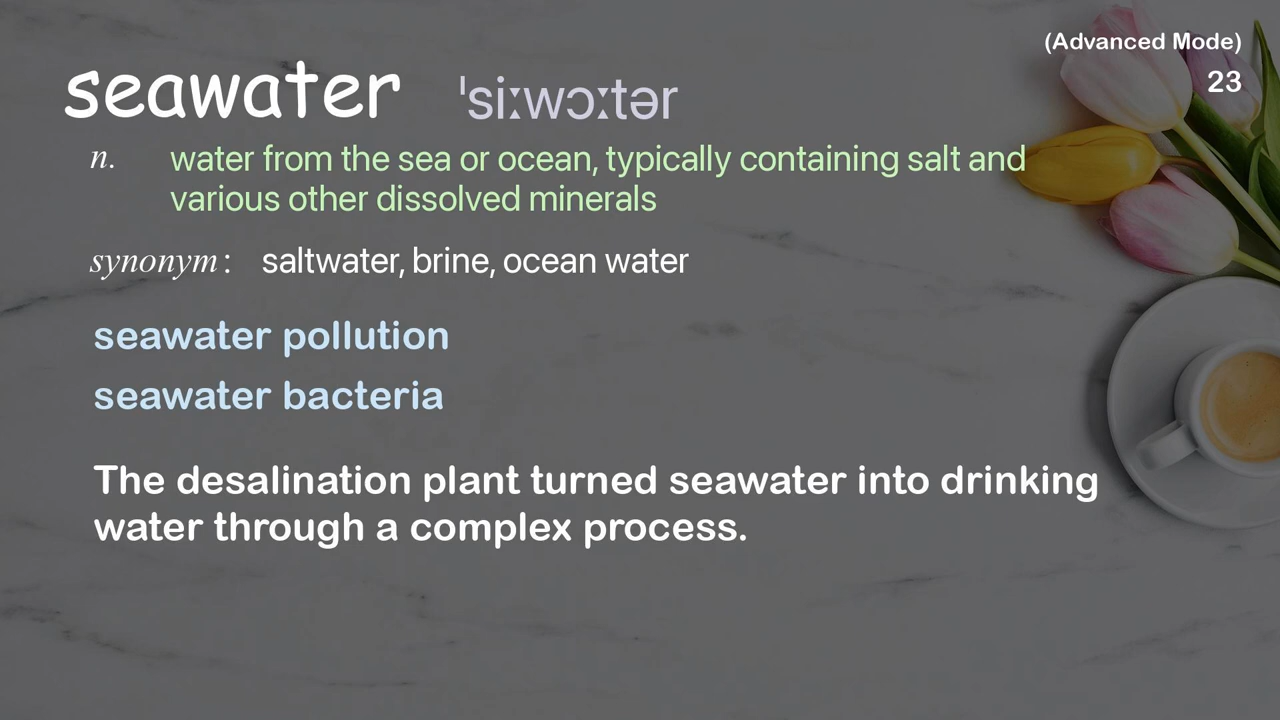 (Advanced Mode)
seawater ˈsiːwɔːtər
23
n. water from the sea or ocean, typically containing salt and
various other dissolved minerals
synonym: saltwater, brine, ocean water
seawater pollution
seawater bacteria
The desalination plant turned seawater into drinking
water through a complex process.